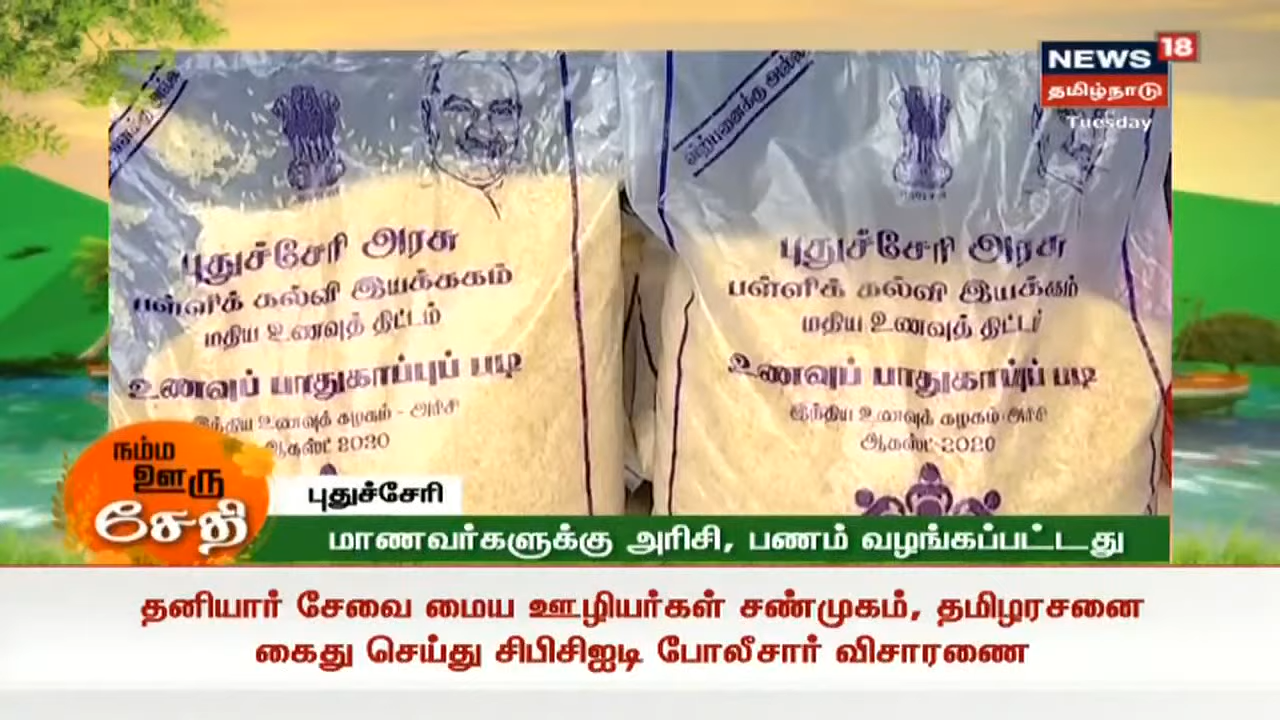 NEWS 18
தமிழ்நாடு
Tuesday
விற்பனைக்கு அல்ல
புதுச்சேரி அரசு
பள்ளிக் கல்வி இயக்ககம்
மதிய உணவுத் திட்டம்
உணவுப் பாதுகாப்புப் படி
இந்திய உணவுக் கழகம் - அரிசி
ஆகஸ்ட் 2020
புதுச்சேரி அரசு
பள்ளிக் கல்வி இயக்ககம்
மதிய உணவுத் திட்டம்
உணவுப் பாதுகாப்புப் படி
இந்திய உணவுக் கழகம்-அரிசி
ஆகஸ்ட்-2020
நம்ம
ஊரு
சேதி
புதுச்சேரி
மாணவர்களுக்கு அரிசி, பணம் வழங்கப்பட்டது
தனியார் சேவை மைய ஊழியர்கள் சண்முகம், தமிழரசனை
கைது செய்து சிபிசிஐடி போலீசார் விசாரணை